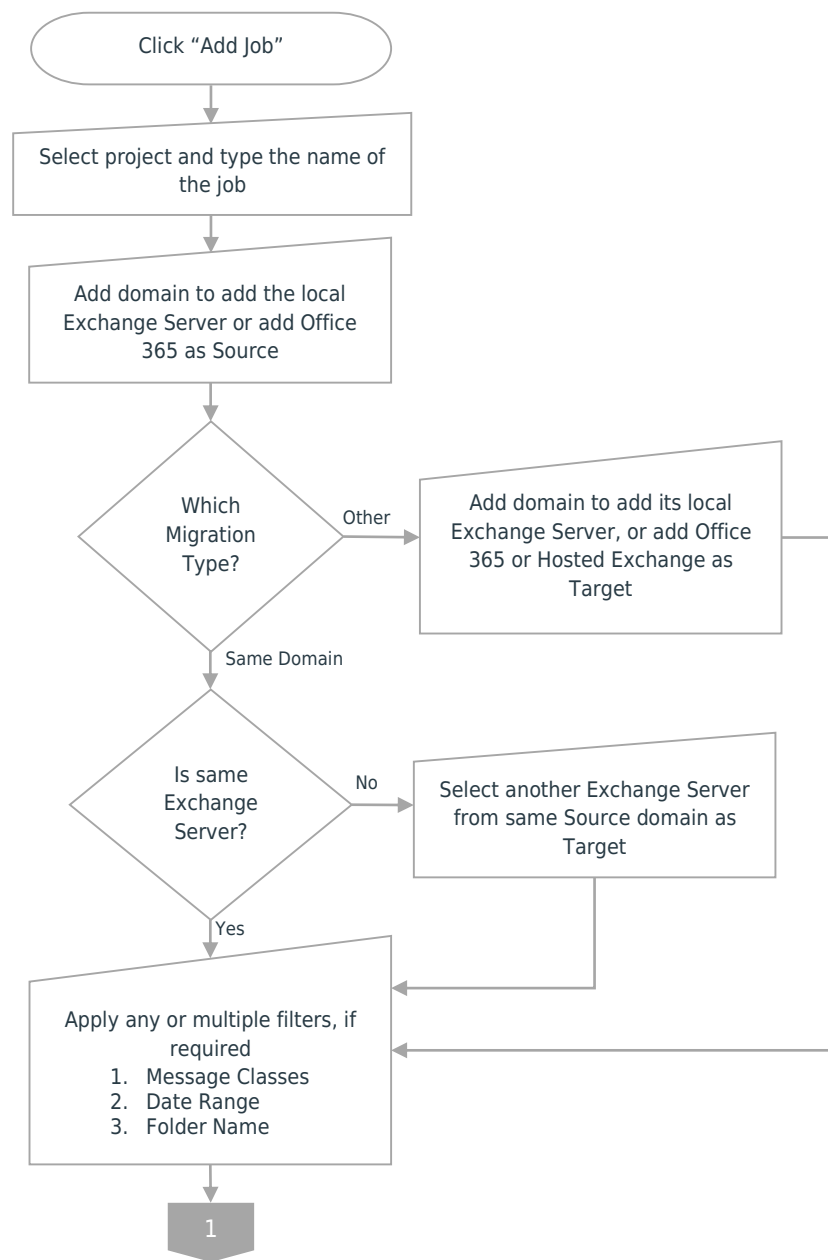 Click “Add Job”
Select project and type the name of
the job
Add domain to add the local
Exchange Server or add Office
365 as Source
Which
Migration
Type?
Other
Add domain to add its local
Exchange Server, or add Office
365 or Hosted Exchange as
Target
Same Domain
Is same
Exchange
Server?
No
Select another Exchange Server
from same Source domain as
Target
Yes
Apply any or multiple filters, if
required
1. Message Classes
2. Date Range
3. Folder Name
1